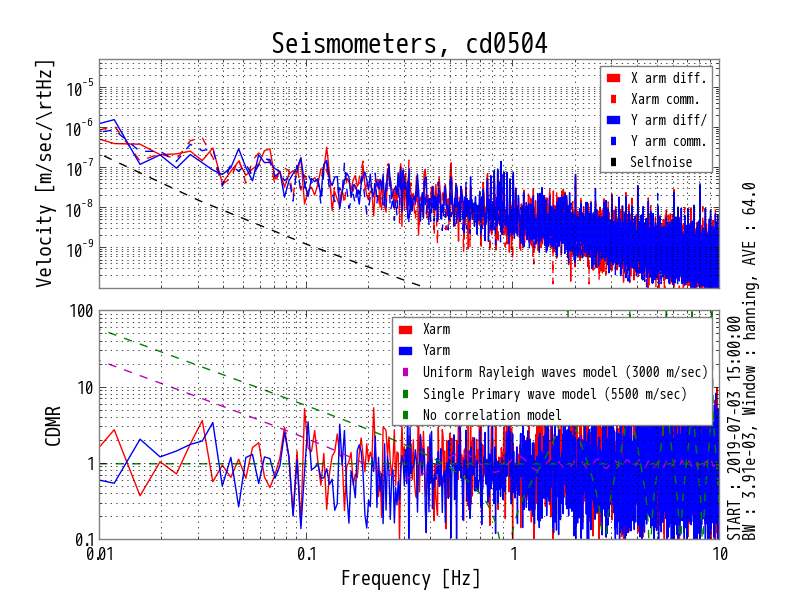 Seismometers, cd0504
Velocity [m/sec/\rtHz]
10^-5
10^-6
10^-7
10^-8
10^-9
X arm diff.
Xarm comm.
Y arm diff/
Y arm comm.
Selfnoise
CDMR
100
10
1
0.1
Xarm
Yarm
Uniform Rayleigh waves model (3000 m/sec)
Single Primary wave model (5500 m/sec)
No correlation model
0.01
0.1
1
10
Frequency [Hz]
START : 2019-07-03 15:00:00
BW : 3.91e-03, Window : hanning, AVE : 64.0